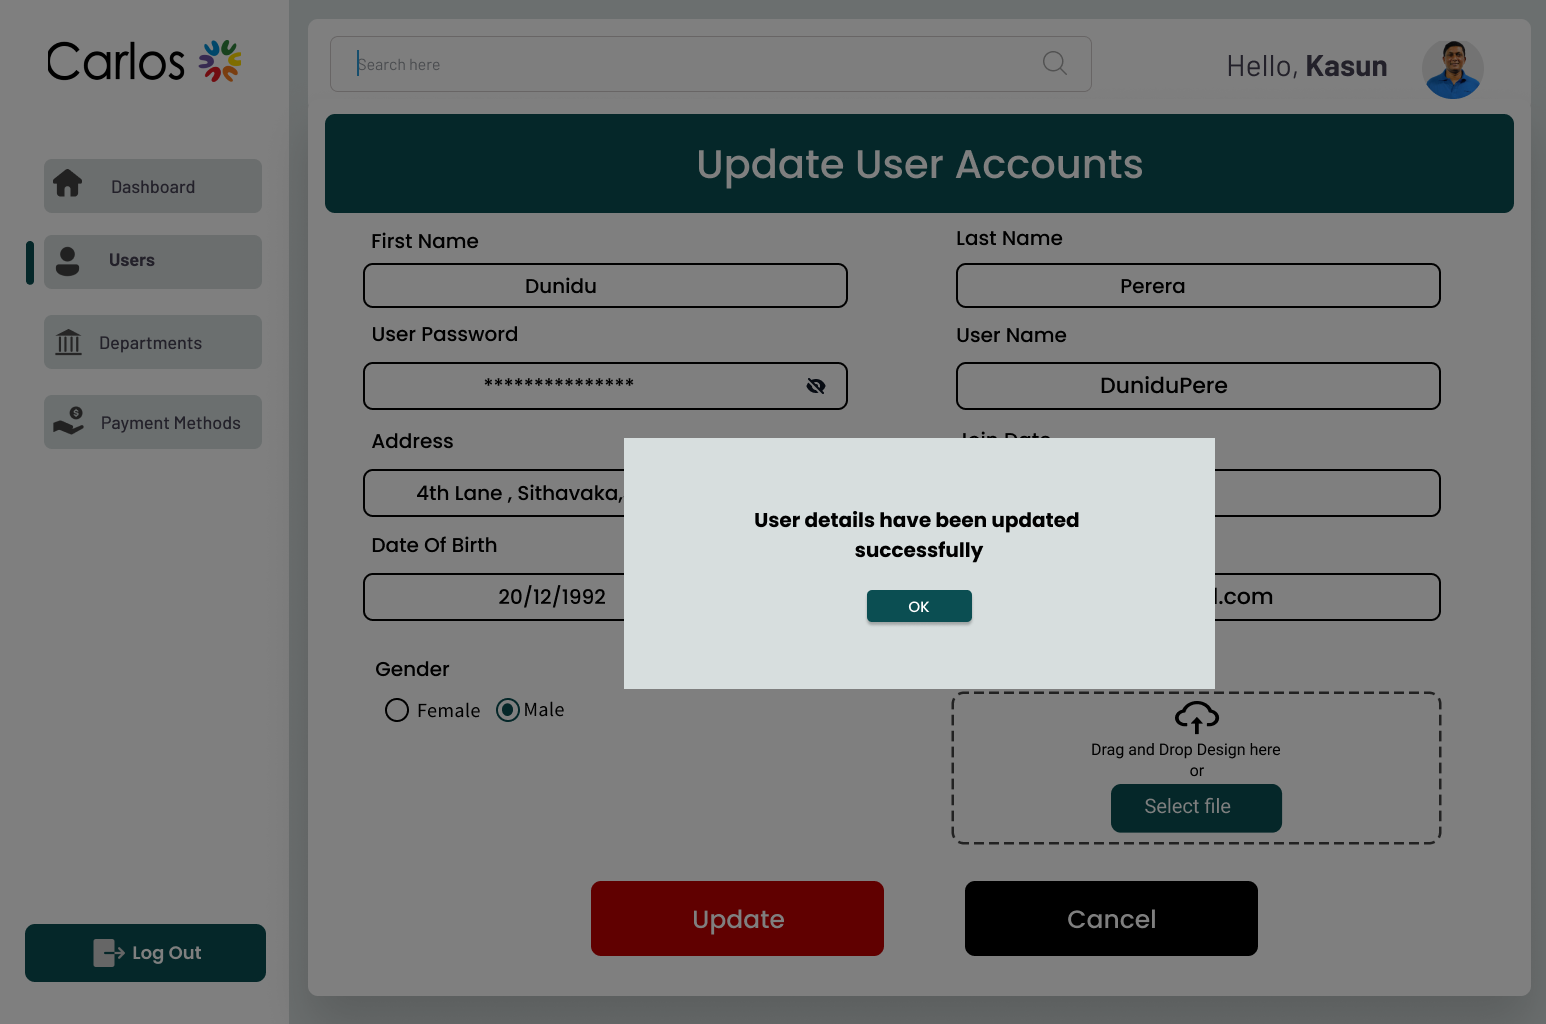 Carlos
Search here
Hello, Kasun
Update User Accounts
Dashboard
Users
Departments
Payment Methods
Log Out
First Name
Last Name
Dunidu
Perera
User Password
User Name
***************
DuniduPere
Address
Join Date
4th Lane , Sithavaka,
Date Of Birth
20/12/1992
.com
User details have been updated
successfully
OK
Gender
Female
Male
Drag and Drop Design here
or
Select file
Update
Cancel